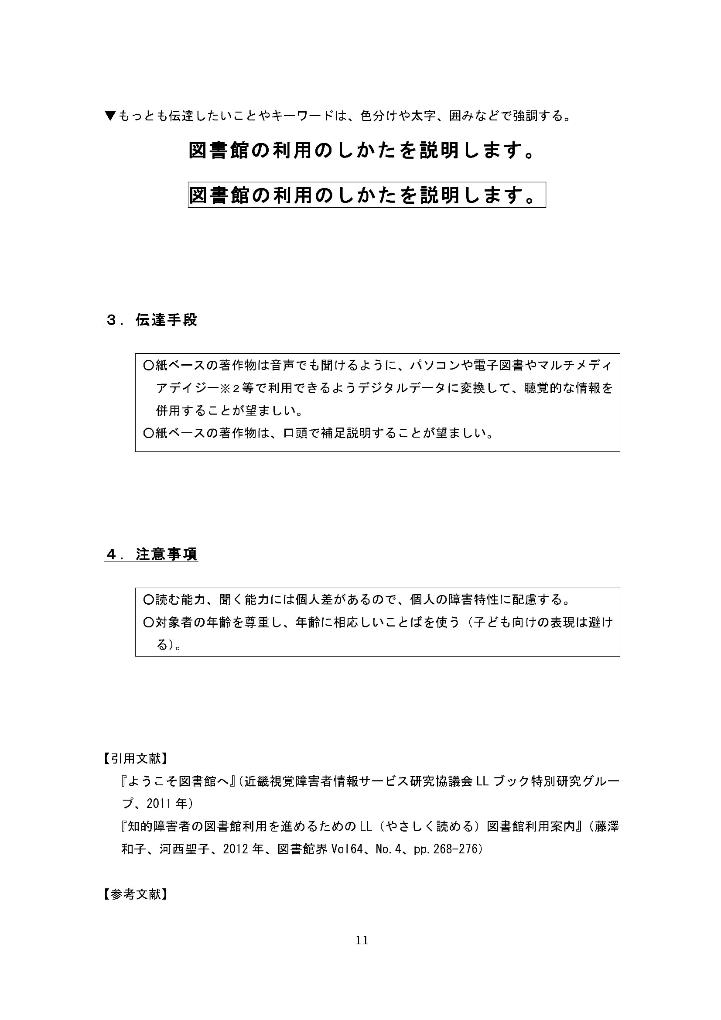 ▼もっとも伝達したいことやキーワードは、色分けや太字、囲みなどで強調する。
図書館の利用のしかたを説明します。
図書館の利用のしかたを説明します。
３．伝達手段
○紙ベースの著作物は音声でも聞けるように、パソコンや電子図書やマルチメディ
アデイジー※２等で利用できるようデジタルデータに変換して、聴覚的な情報を
併用することが望ましい。
○紙ベースの著作物は、口頭で補足説明することが望ましい。
４．注意事項
○読む能力、聞く能力には個人差があるので、個人の障害特性に配慮する。
○対象者の年齢を尊重し、年齢に相応しいことばを使う（子ども向けの表現は避け
る）。
【引用文献】
『ようこそ図書館へ』（近畿視覚障害者情報サービス研究協議会 LL ブック特別研究グルー
プ、2011 年）
『知的障害者の図書館利用を進めるための LL（やさしく読める）図書館利用案内』（藤澤
和子、河西聖子、2012 年、図書館界 Vol64、No.4、pp.268-276）
【参考文献】
11